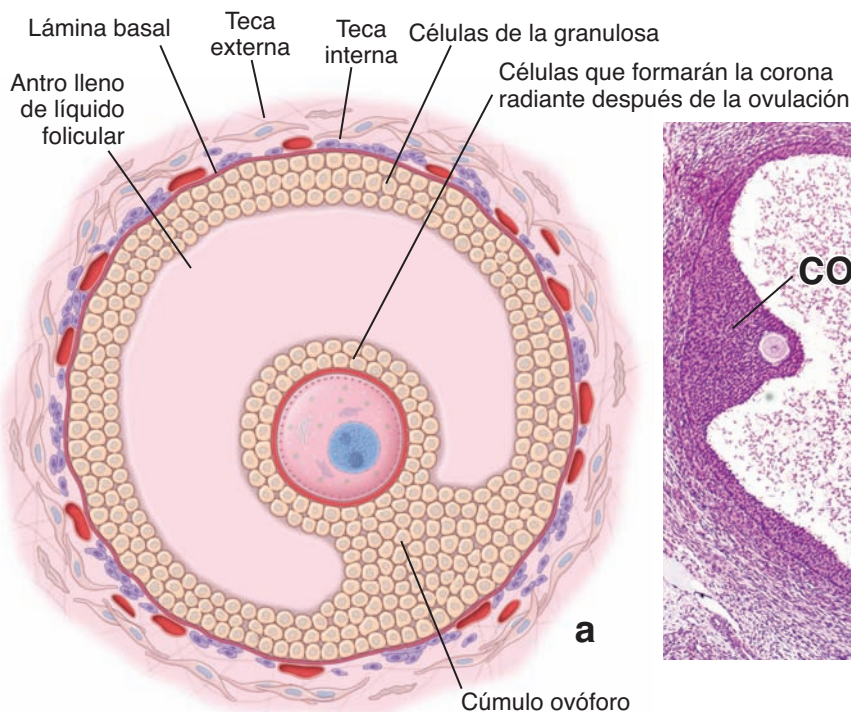 Lámina basal
Teca
externa
Teca
interna
Células de la granulosa
Antro lleno
de líquido
folicular
Células que formarán la corona
radiante después de la ovulación
CO
a
Cúmulo ovóforo